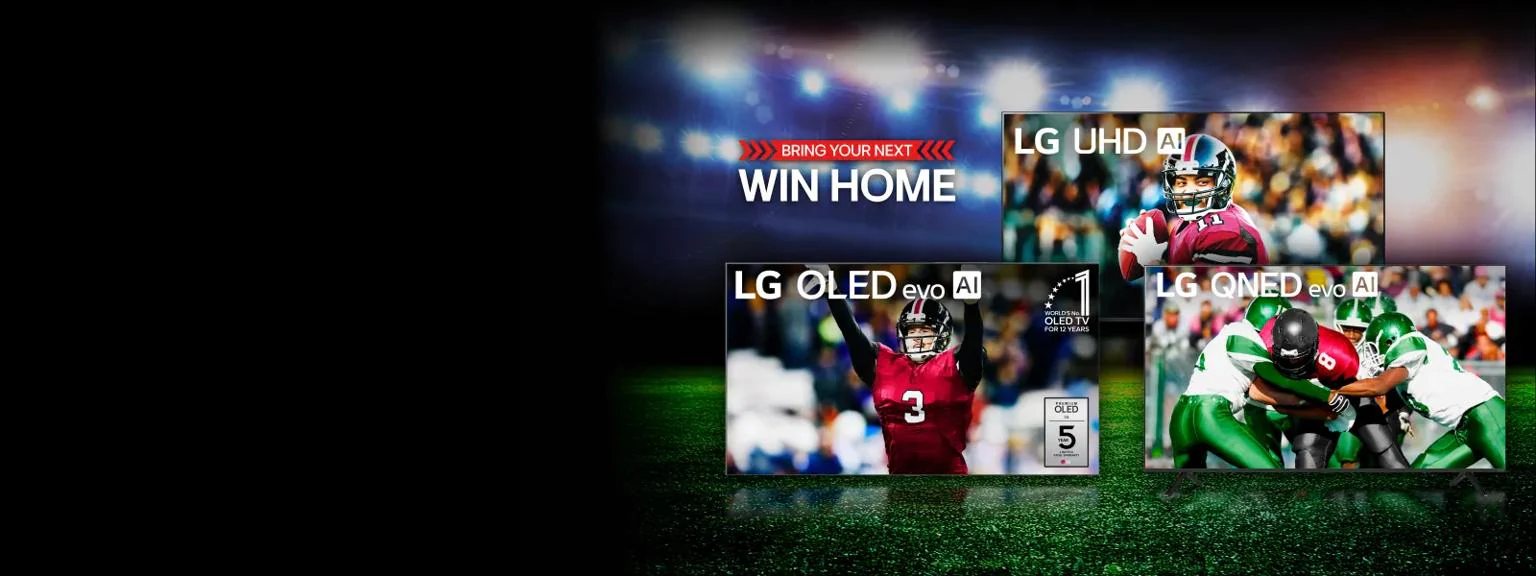 BRING YOUR NEXT
WIN HOME
LG UHD AI
11
LG OLED evo AI
1
WORLD'S No.
OLED TV
FOR 12 YEARS
3
PREMIUM
OLED
5
YEAR
LG QNED evo AI
8